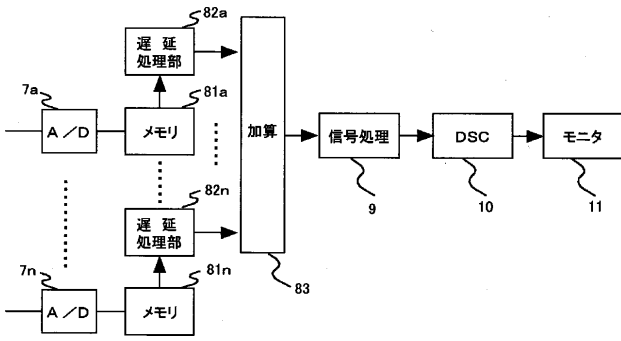 82a
遅 延
処理部
7a
81a
A/D
メモリ
加算
信号処理
DSC
モニタ
9
10
11
82n
遅 延
処理部
7n
81n
A/D
メモリ
83